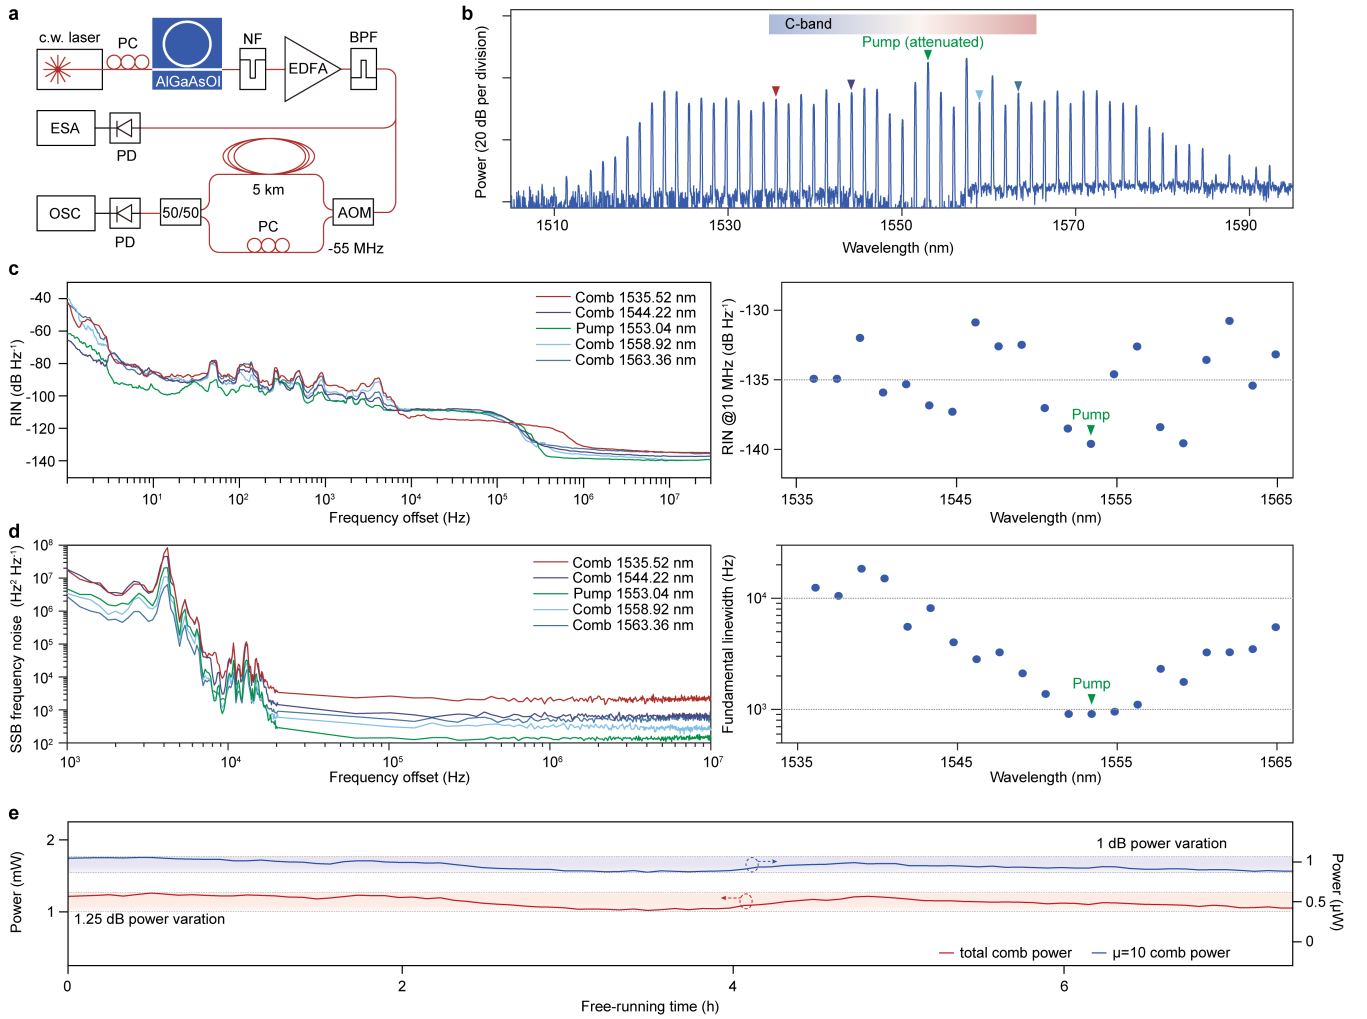 a
c.w. laser
PC
AlGaAsOI
NF
EDFA
BPF
ESA
PD
5 km
OSC
PD
50/50
PC
AOM
-55 MHz
b
C-band
Pump (attenuated)
Power (20 dB per division)
1510
1530
1550
1570
1590
Wavelength (nm)
c
RIN (dB Hz⁻¹)
-40
-60
-80
-100
-120
-140
Comb 1535.52 nm
Comb 1544.22 nm
Pump 1553.04 nm
Comb 1558.92 nm
Comb 1563.36 nm
10¹
10²
10³
10⁴
10⁵
10⁶
10⁷
Frequency offset (Hz)
RIN @10 MHz (dB Hz⁻¹)
-130
-135
-140
Pump
1535
1545
1555
1565
Wavelength (nm)
d
SSB frequency noise (Hz² Hz⁻¹)
10⁸
10⁷
10⁶
10⁵
10⁴
10³
10²
Comb 1535.52 nm
Comb 1544.22 nm
Pump 1553.04 nm
Comb 1558.92 nm
Comb 1563.36 nm
10³
10⁴
10⁵
10⁶
10⁷
Frequency offset (Hz)
Fundamental linewidth (Hz)
10⁴
10³
Pump
1535
1545
1555
1565
Wavelength (nm)
e
Power (mW)
2
1
1 dB power varation
1.25 dB power varation
Power (μW)
1
0.5
0
total comb power
μ=10 comb power
0
2
4
6
Free-running time (h)